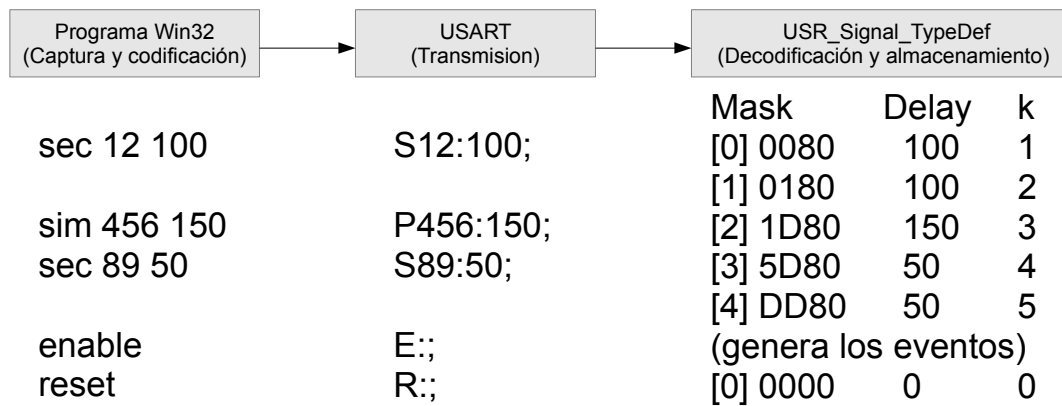 Programa Win32
(Captura y codificación)
USART
(Transmision)
USR_Signal_TypeDef
(Decodificación y almacenamiento)
Mask Delay k
sec 12 100 S12:100; [0] 0080 100 1
[1] 0180 100 2
sim 456 150 P456:150; [2] 1D80 150 3
sec 89 50 S89:50; [3] 5D80 50 4
[4] DD80 50 5
enable E:; (genera los eventos)
reset R:; [0] 0000 0 0